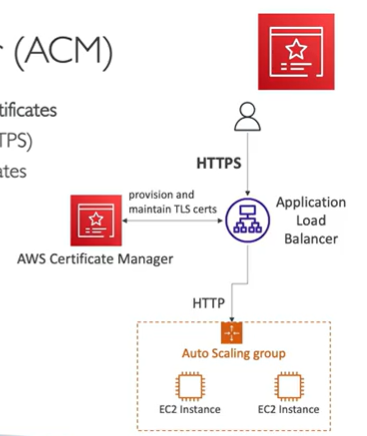 (ACM)
tificates
TPS)
ates
HTTPS
provision and
maintain TLS certs
Application
Load
Balancer
AWS Certificate Manager
HTTP
Auto Scaling group
EC2 Instance
EC2 Instance